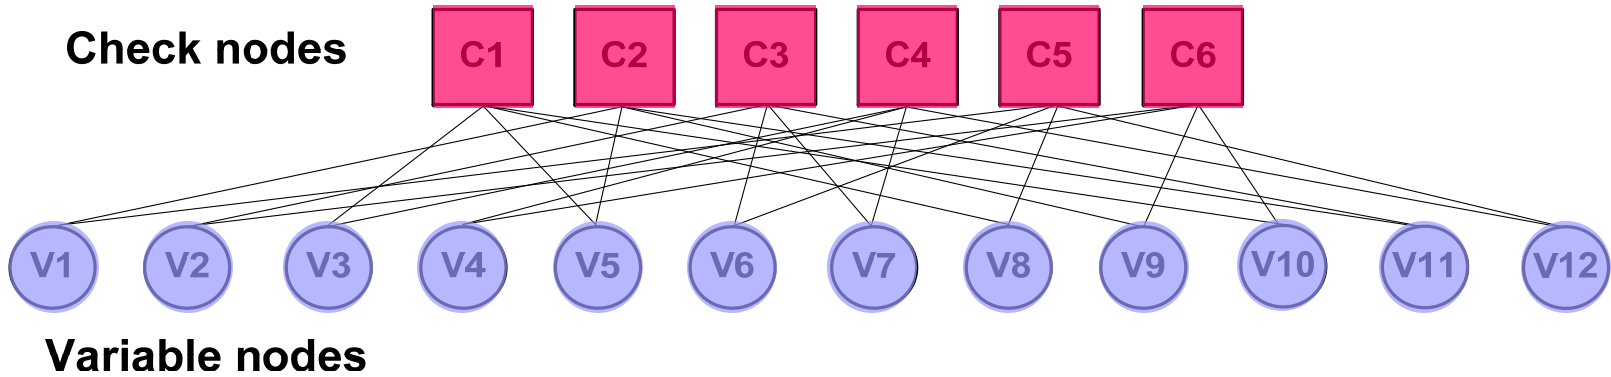 Check nodes
C1 C2 C3 C4 C5 C6
V1 V2 V3 V4 V5 V6 V7 V8 V9 V10 V11 V12
Variable nodes